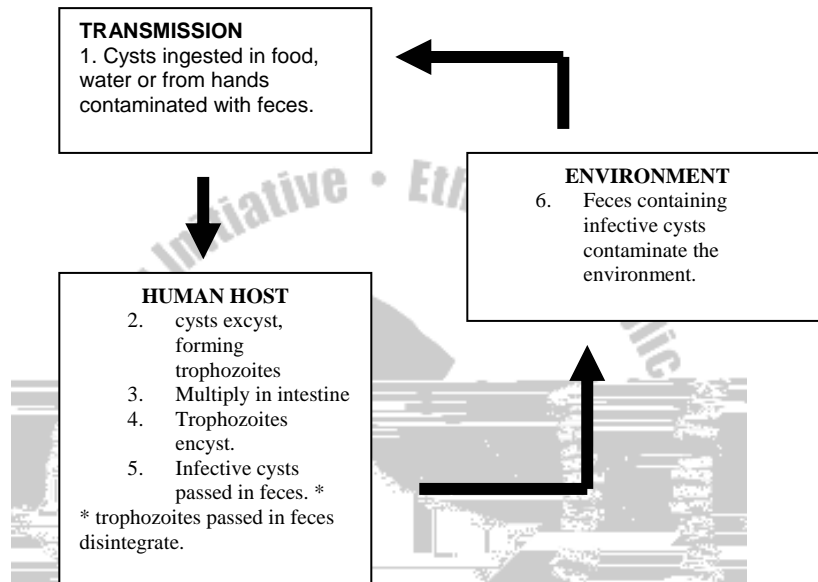 TRANSMISSION
1. Cysts ingested in food,
water or from hands
contaminated with feces.
HUMAN HOST
2. cysts excyst,
forming
trophozoites
3. Multiply in intestine
4. Trophozoites
encyst.
5. Infective cysts
passed in feces. *
* trophozoites passed in feces
disintegrate.
ENVIRONMENT
6. Feces containing
infective cysts
contaminate the
environment.